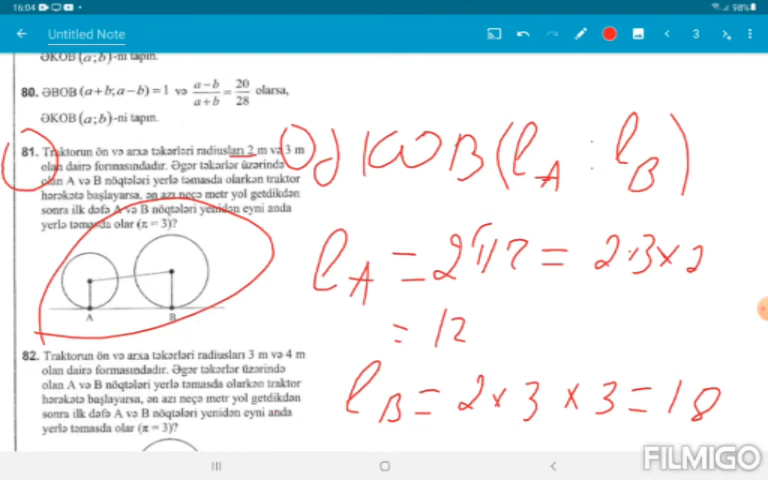 16:04
98%
Untitled Note
3
ƏKOB(a;b)-ni tapın.
80. ƏBOB(a+b;a−b)=1 və a−b/a+b = 20/28 olarsa,
ƏKOB(a;b)-ni tapın.
81. Traktorun ön və arxa təkərləri radiusları 2 m və 3 m
olan dairə formasındadır. Əgər təkərlər üzərində
olan A və B nöqtələri yerlə təmasda olarkən traktor
hərəkətə başlayarsa, ən azı neçə metr yol getdikdən
sonra ilk dəfə A və B nöqtələri yenidən eyni anda
yerlə təmasda olar (π = 3)?
A B
82. Traktorun ön və arxa təkərləri radiusları 3 m və 4 m
olan dairə formasındadır. Əgər təkərlər üzərində
olan A və B nöqtələri yerlə təmasda olarkən traktor
hərəkətə başlayarsa, ən azı neçə metr yol getdikdən
sonra ilk dəfə A və B nöqtələri yenidən eyni anda
yerlə təmasda olar (π = 3)?
ƏKOB(ℓA : ℓB)
ℓA = 2π2 = 2·3×2
= 12
ℓB = 2×3×3=18
FILMIGO